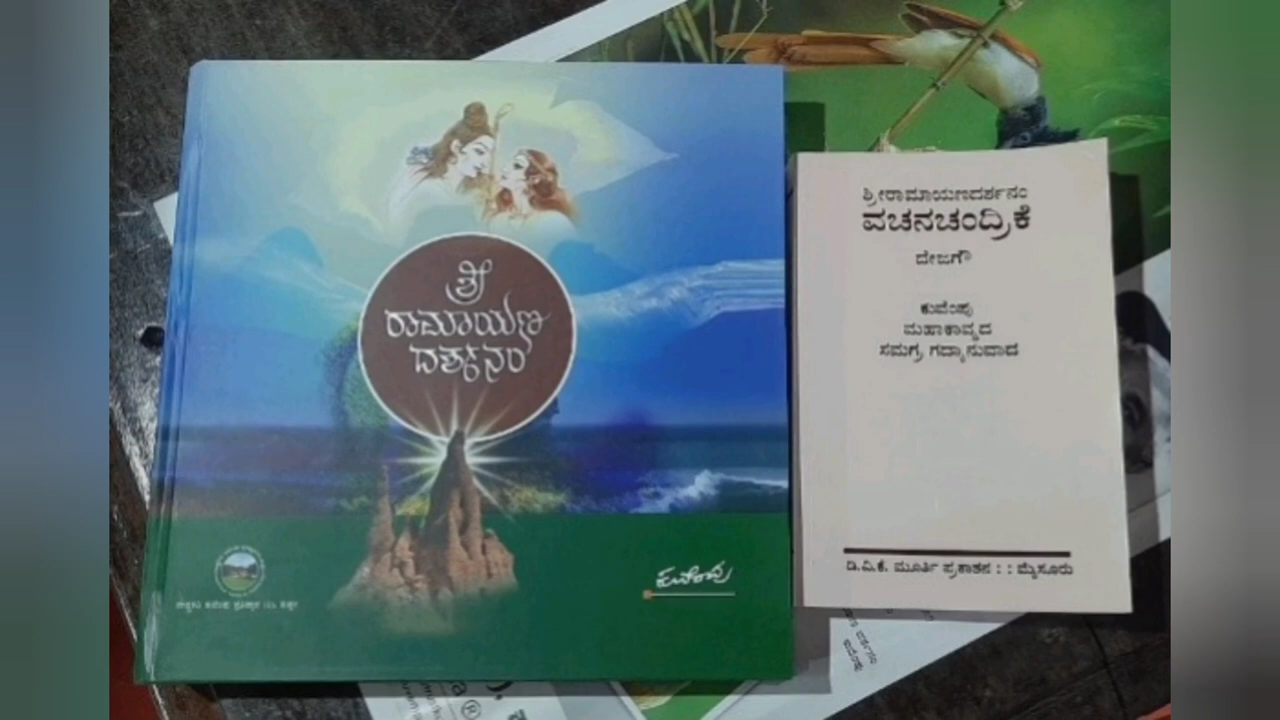 ಶ್ರೀ
ರಾಮಾಯಣ
ದರ್ಶನಂ
ಕುವೆಂಪು
ಶ್ರೀರಾಮಾಯಣದರ್ಶನಂ
ವಚನಚಂದ್ರಿಕೆ
ದೇಜಗೌ
ಕುವೆಂಪು
ಮಹಾಕಾವ್ಯದ
ಸಮಗ್ರ ಗದ್ಯಾನುವಾದ
ಡಿ.ವಿ.ಕೆ. ಮೂರ್ತಿ ಪ್ರಕಾಶನ : : ಮೈಸೂರು